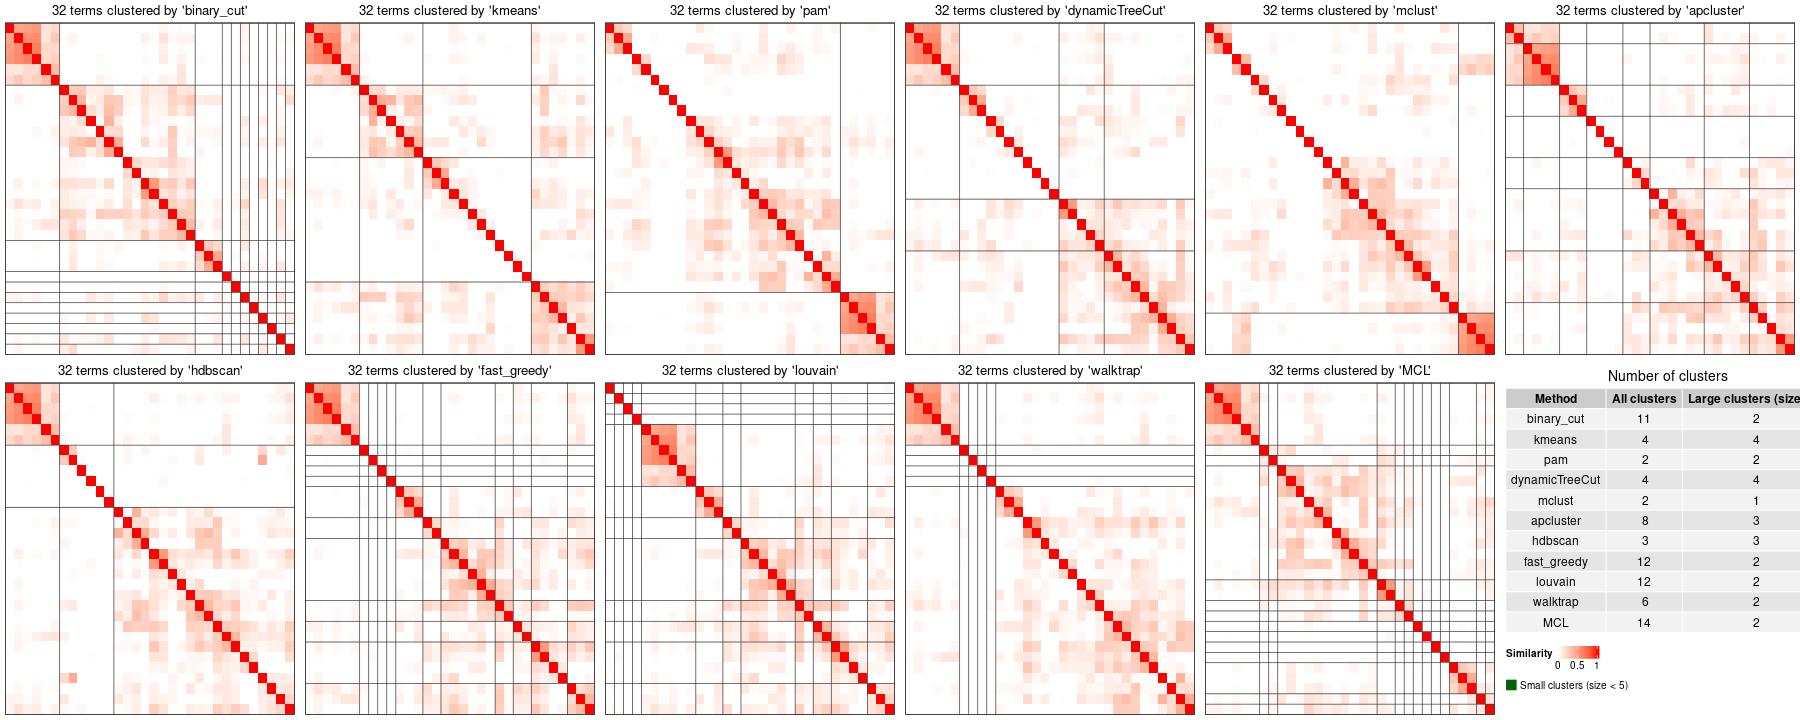 32 terms clustered by 'binary_cut'
32 terms clustered by 'kmeans'
32 terms clustered by 'pam'
32 terms clustered by 'dynamicTreeCut'
32 terms clustered by 'mclust'
32 terms clustered by 'apcluster'
32 terms clustered by 'hdbscan'
32 terms clustered by 'fast_greedy'
32 terms clustered by 'louvain'
32 terms clustered by 'walktrap'
32 terms clustered by 'MCL'
Number of clusters
Method All clusters Large clusters (size
binary_cut 11 2
kmeans 4 4
pam 2 2
dynamicTreeCut 4 4
mclust 2 1
apcluster 8 3
hdbscan 3 3
fast_greedy 12 2
louvain 12 2
walktrap 6 2
MCL 14 2
Similarity
0 0.5 1
Small clusters (size < 5)